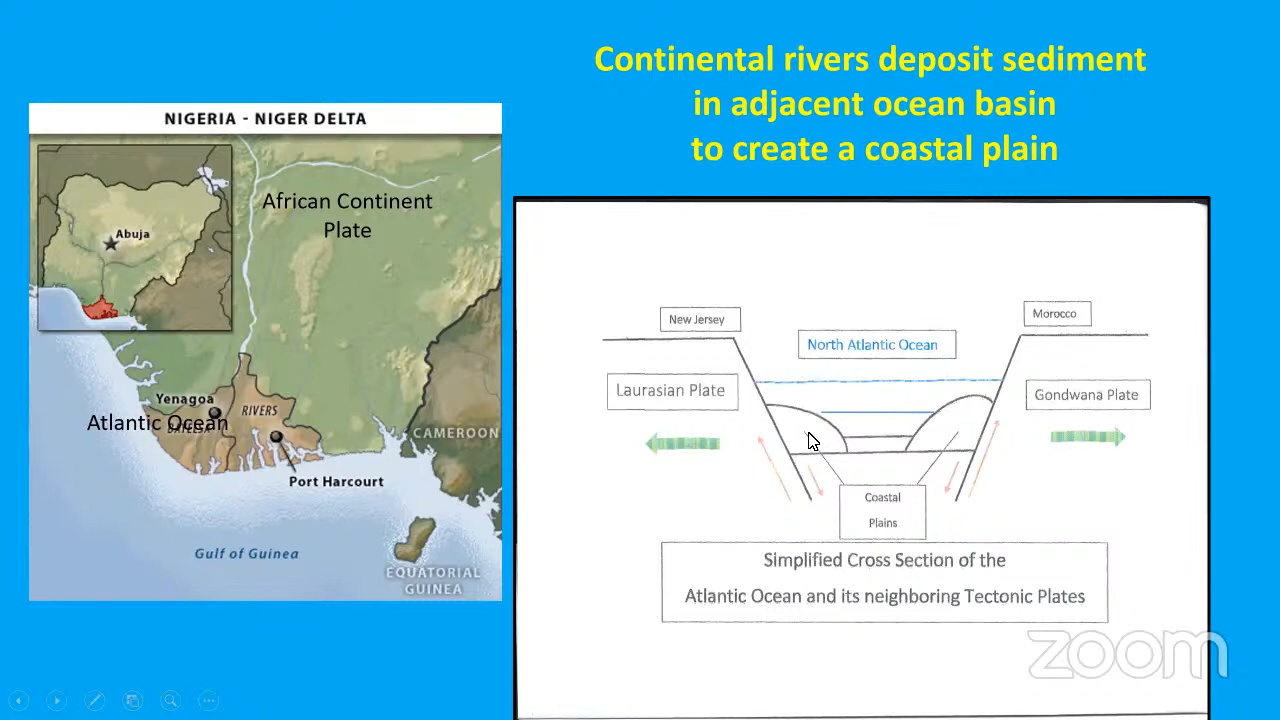 Continental rivers deposit sediment
in adjacent ocean basin
to create a coastal plain
NIGERIA - NIGER DELTA
African Continent
Plate
Abuja
Yenagoa
RIVERS
Atlantic Ocean
CAMEROON
Port Harcourt
Gulf of Guinea
EQUATORIAL
GUINEA
New Jersey
Morocco
North Atlantic Ocean
Laurasian Plate
Gondwana Plate
Coastal
Plains
Simplified Cross Section of the
Atlantic Ocean and its neighboring Tectonic Plates
zoom